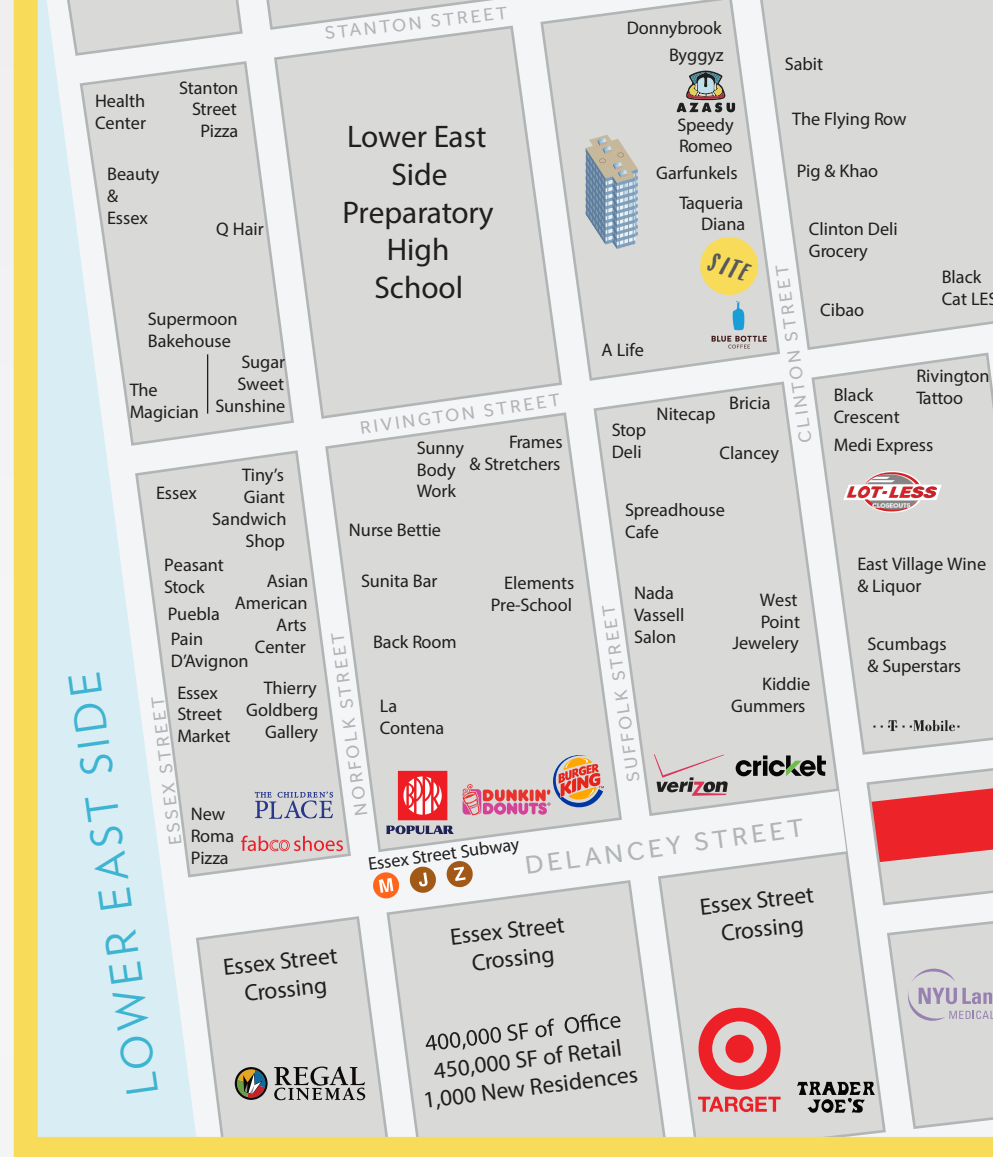 STANTON STREET
Health
Center
Stanton
Street
Pizza
Beauty
&
Essex
Q Hair
Supermoon
Bakehouse
The
Magician
Sugar
Sweet
Sunshine
Lower East
Side
Preparatory
High
School
Donnybrook
Byggyz
AZASU
Speedy
Romeo
Garfunkels
Taqueria
Diana
SITE
BLUE BOTTLE
COFFEE
A Life
CLINTON STREET
Sabit
The Flying Row
Pig & Khao
Clinton Deli
Grocery
Cibao
Black
Cat LES
RIVINGTON STREET
Essex
Tiny's
Giant
Sandwich
Shop
Peasant
Stock
Puebla
Pain
D'Avignon
Asian
American
Arts
Center
Essex
Street
Market
Thierry
Goldberg
Gallery
New
Roma
Pizza
THE CHILDREN'S
PLACE
fabco shoes
ESSEX STREET
NORFOLK STREET
Sunny
Body
Work
Frames
& Stretchers
Nurse Bettie
Sunita Bar
Elements
Pre-School
Back Room
La
Contena
POPULAR
DUNKIN'
DONUTS
BURGER
KING
SUFFOLK STREET
Stop
Deli
Nitecap
Bricia
Clancey
Spreadhouse
Cafe
Nada
Vassell
Salon
West
Point
Jewelery
Kiddie
Gummers
verizon
cricket
Black
Crescent
Rivington
Tattoo
Medi Express
LOT-LESS
CLOSEOUTS
East Village Wine
& Liquor
Scumbags
& Superstars
T Mobile
Essex Street Subway
M J Z
DELANCEY STREET
LOWER EAST SIDE
Essex Street
Crossing
REGAL
CINEMAS
Essex Street
Crossing
400,000 SF of Office
450,000 SF of Retail
1,000 New Residences
Essex Street
Crossing
TARGET
TRADER
JOE'S
NYU Lan
MEDICAL